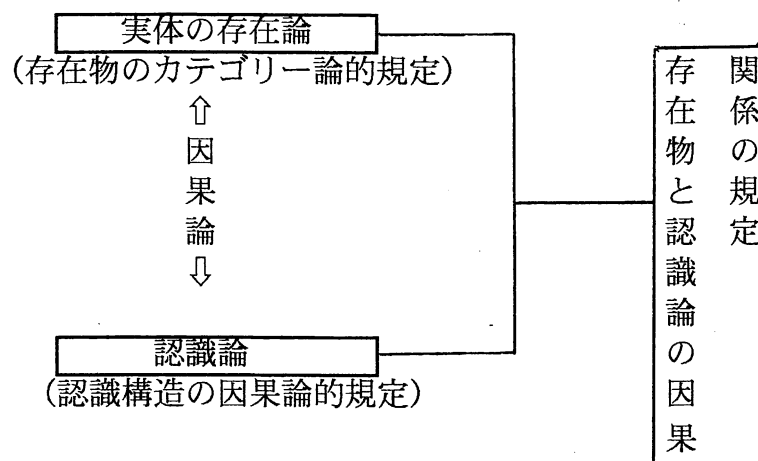 実体の存在論
(存在物のカテゴリー論的規定)
⇧
因果論
⇩
認識論
(認識構造の因果論的規定)
存在物と認識論の因果
関係の規定